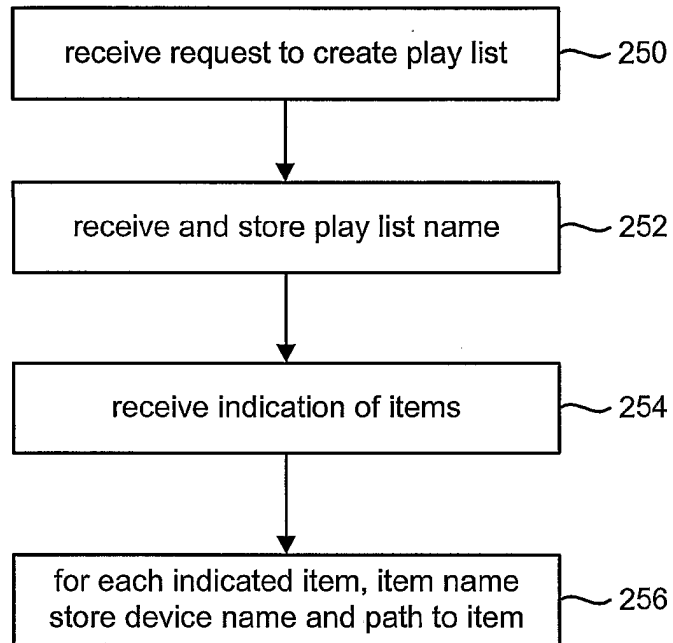 receive request to create play list 250
receive and store play list name 252
receive indication of items 254
for each indicated item, item name
store device name and path to item 256